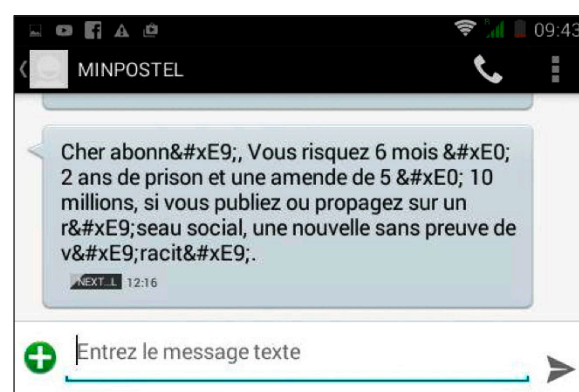 09:43
MINPOSTEL
Cher abonn&#xE9;, Vous risquez 6 mois &#xE0;
2 ans de prison et une amende de 5 &#xE0; 10
millions, si vous publiez ou propagez sur un
r&#xE9;seau social, une nouvelle sans preuve de
v&#xE9;racit&#xE9;.
NEXT...L 12:16
Entrez le message texte